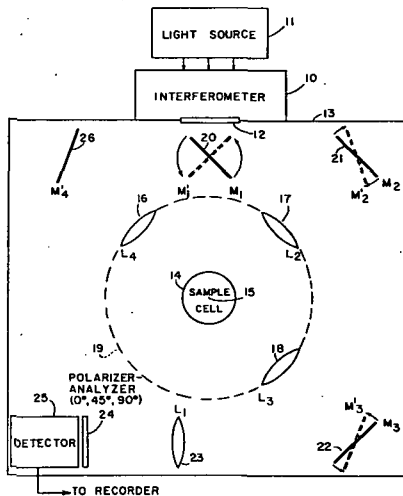 11
LIGHT SOURCE
10
INTERFEROMETER
13
12
26
20
21
M'4
M'1 M1
M'2 M2
16
17
L4
L2
14
SAMPLE
CELL
15
19
18
L3
POLARIZER-
ANALYZER
(0°, 45°, 90°)
25
24
L1
M'3
M3
DETECTOR
23
22
TO RECORDER